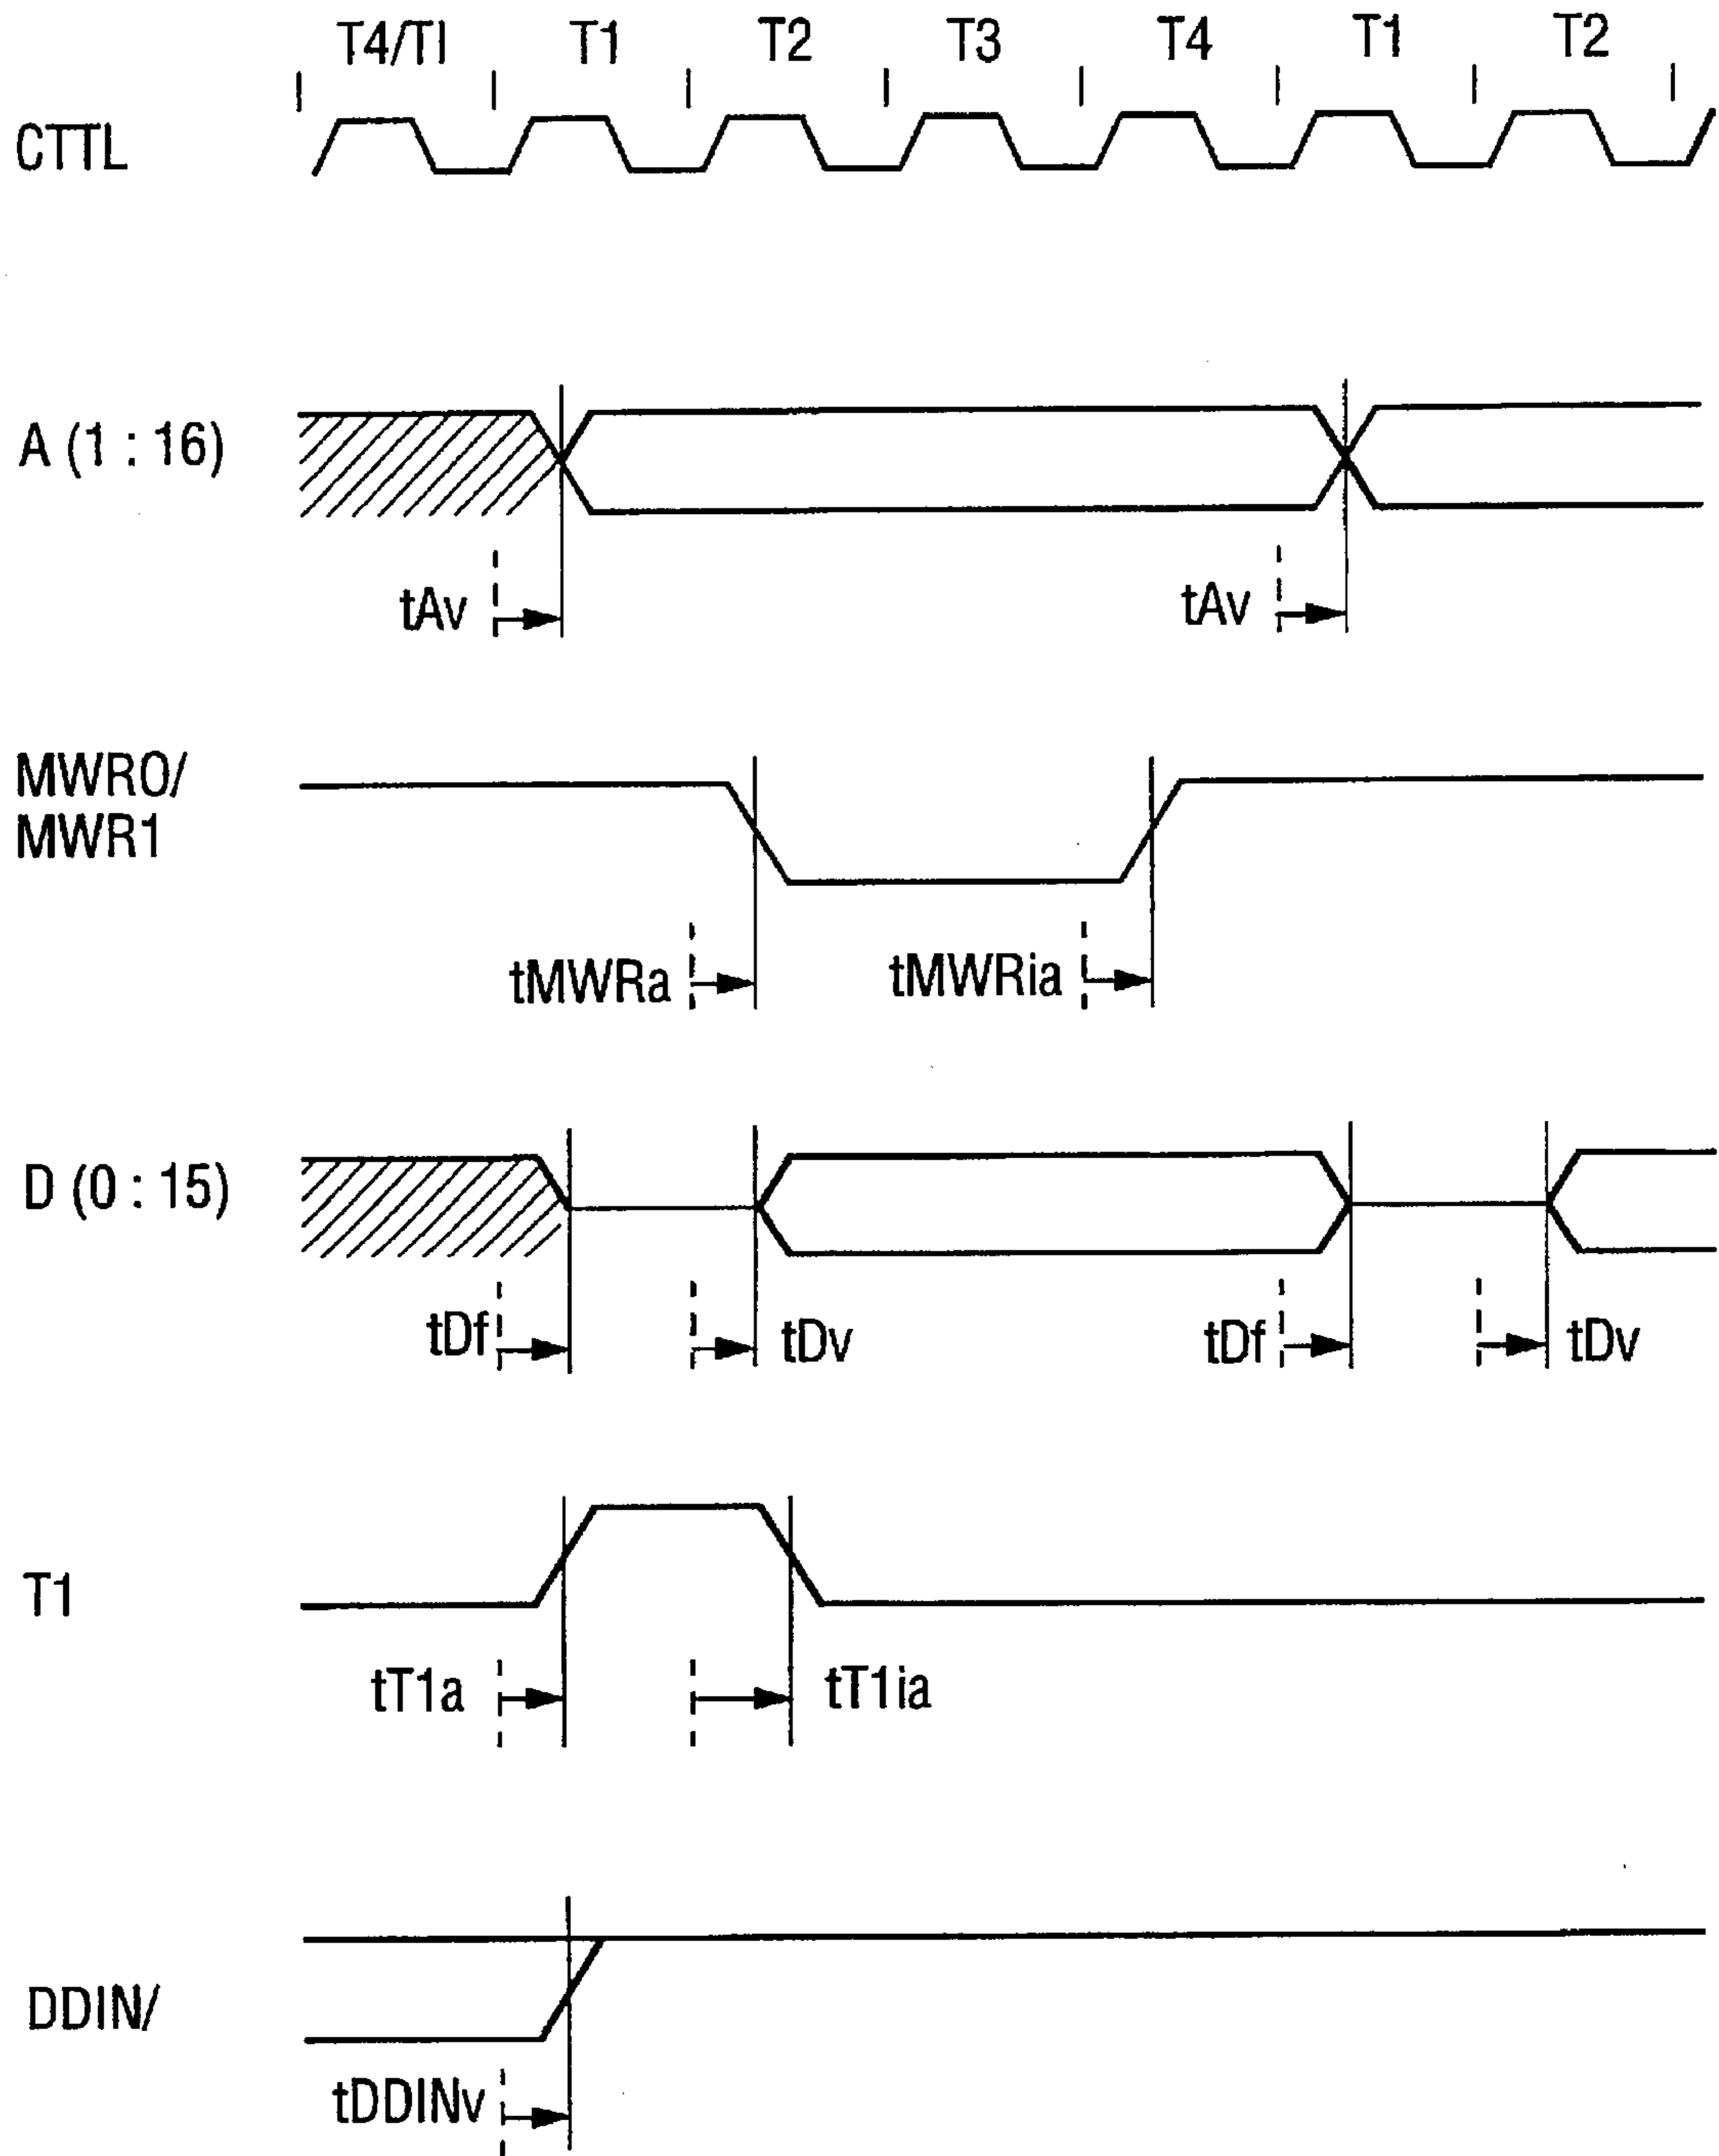 T4/TI T1 T2 T3 T4 T1 T2
CTTL
A (1 : 16)
tAv tAv
MWR0/
MWR1
tMWRa tMWRia
D (0 : 15)
tDf tDv tDf tDv
T1
tT1a tT1ia
DDIN/
tDDINv